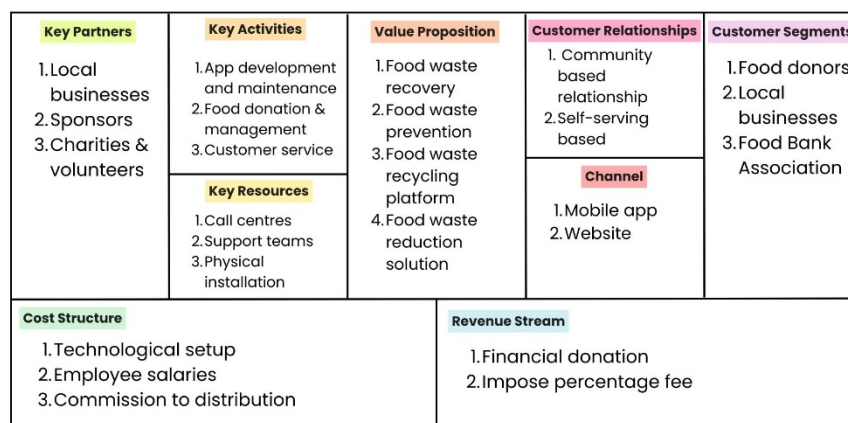 Key Partners
1.Local
businesses
2.Sponsors
3.Charities &
volunteers
Key Activities
1.App development
and maintenance
2.Food donation &
management
3.Customer service
Key Resources
1.Call centres
2.Support teams
3.Physical
installation
Value Proposition
1.Food waste
recovery
2.Food waste
prevention
3.Food waste
recycling
platform
4.Food waste
reduction
solution
Customer Relationships
1. Community
based
relationship
2.Self-serving
based
Channel
1.Mobile app
2.Website
Customer Segments
1.Food donors
2.Local
businesses
3.Food Bank
Association
Cost Structure
1.Technological setup
2.Employee salaries
3.Commission to distribution
Revenue Stream
1.Financial donation
2.Impose percentage fee